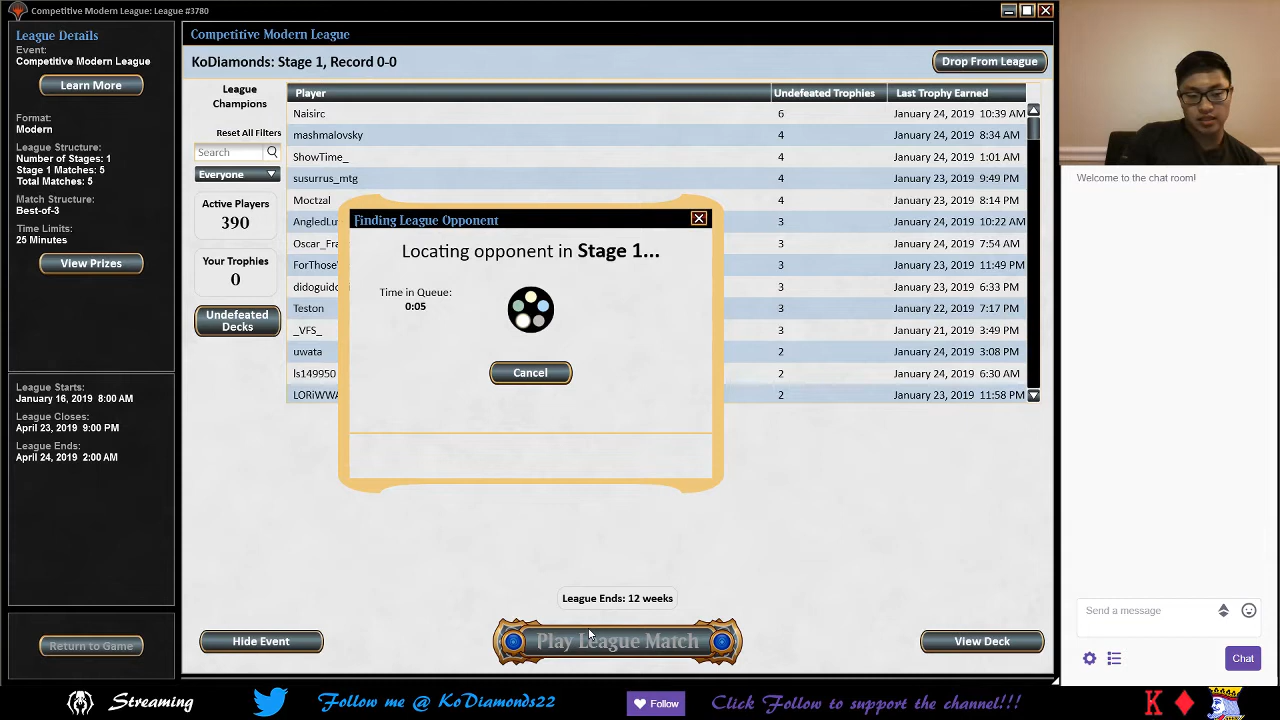 Competitive Modern League: League #3780
League Details
Event:
Competitive Modern League
Learn More
Format:
Modern
League Structure:
Number of Stages: 1
Stage 1 Matches: 5
Total Matches: 5
Match Structure:
Best-of-3
Time Limits:
25 Minutes
View Prizes
League Starts:
January 16, 2019 8:00 AM
League Closes:
April 23, 2019 9:00 PM
League Ends:
April 24, 2019 2:00 AM
Return to Game
Competitive Modern League
KoDiamonds: Stage 1, Record 0-0
Drop From League
League
Champions
Reset All Filters
Search
Everyone
Active Players
390
Your Trophies
0
Undefeated
Decks
Player Undefeated Trophies Last Trophy Earned
Naisirc 6 January 24, 2019 10:39 AM
mashmalovsky 4 January 24, 2019 8:34 AM
ShowTime_ 4 January 24, 2019 1:01 AM
susurrus_mtg 4 January 23, 2019 9:49 PM
Moctzal 4 January 23, 2019 8:14 PM
3 January 24, 2019 10:22 AM
3 January 24, 2019 7:54 AM
3 January 23, 2019 11:49 PM
3 January 23, 2019 6:33 PM
Teston 3 January 22, 2019 7:17 PM
_VFS_ 3 January 21, 2019 3:49 PM
uwata 2 January 24, 2019 3:08 PM
ls149950 2 January 24, 2019 6:30 AM
2 January 23, 2019 11:58 PM
Finding League Opponent
Locating opponent in Stage 1...
Time in Queue:
0:05
Cancel
League Ends: 12 weeks
Hide Event
Play League Match
View Deck
Welcome to the chat room!
Send a message
Chat
Streaming
Follow me @ KoDiamonds22
Follow
Click Follow to support the channel!!!
K